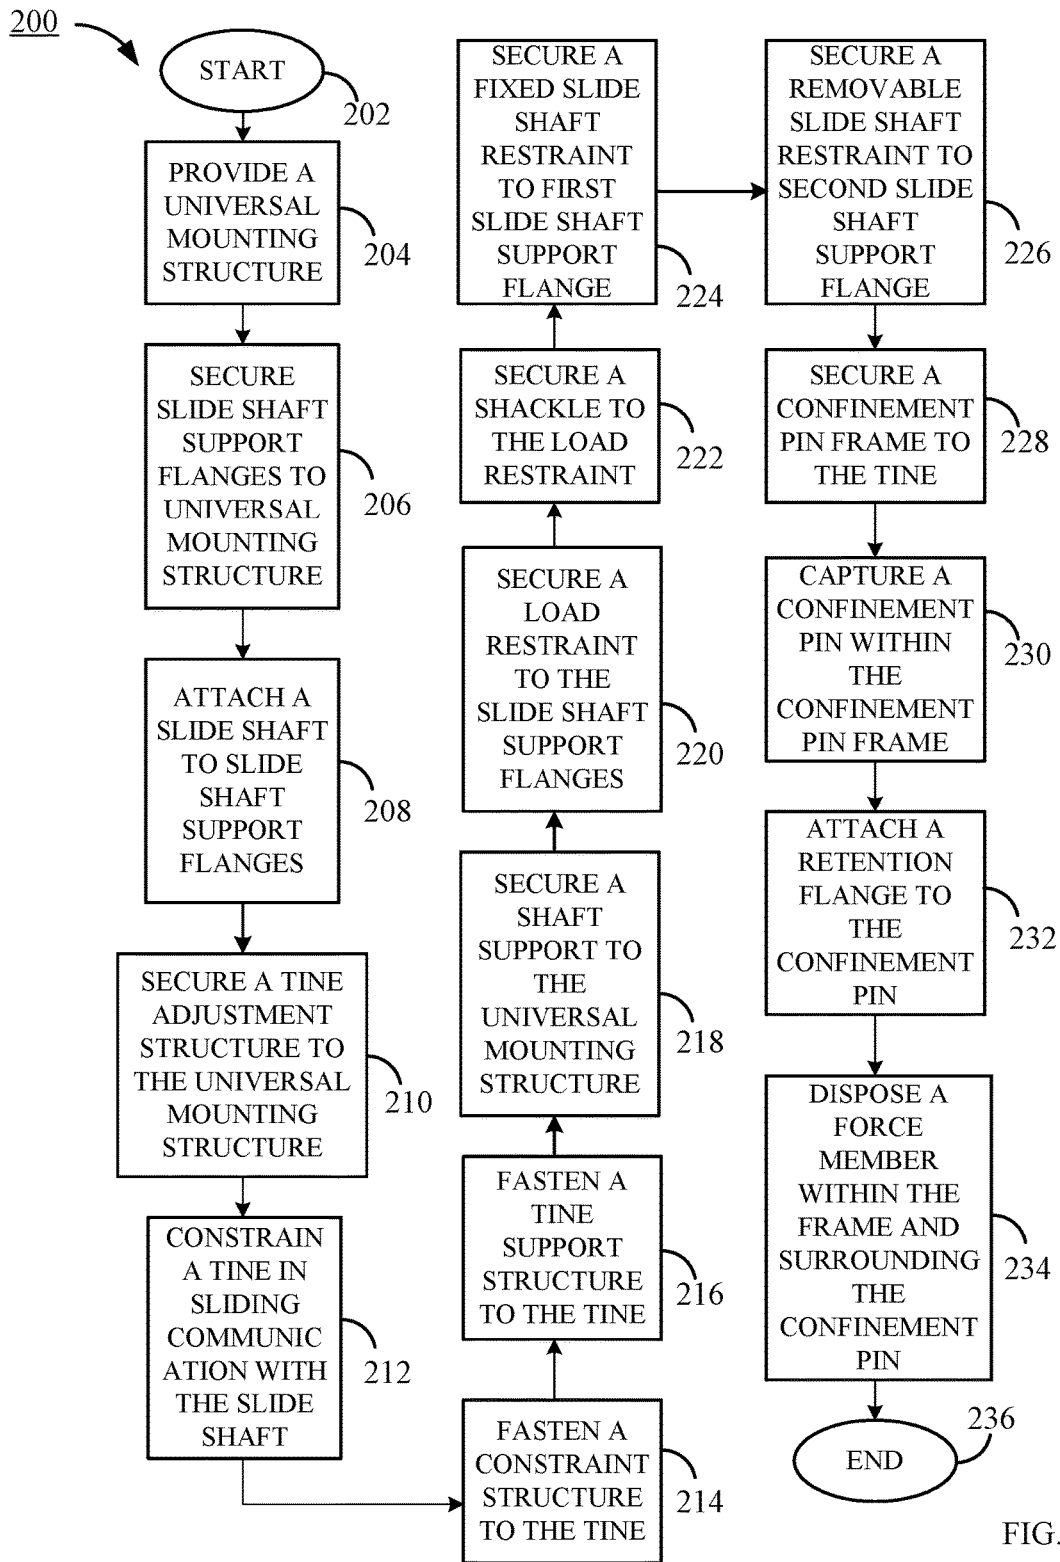 200
START
202
PROVIDE A
UNIVERSAL
MOUNTING
STRUCTURE
204
SECURE
SLIDE SHAFT
SUPPORT
FLANGES TO
UNIVERSAL
MOUNTING
STRUCTURE
206
ATTACH A
SLIDE SHAFT
TO SLIDE
SHAFT
SUPPORT
FLANGES
208
SECURE A TINE
ADJUSTMENT
STRUCTURE TO
THE UNIVERSAL
MOUNTING
STRUCTURE
210
CONSTRAIN
A TINE IN
SLIDING
COMMUNIC
ATION WITH
THE SLIDE
SHAFT
212
FASTEN A
CONSTRAINT
STRUCTURE
TO THE TINE
214
FASTEN A
TINE
SUPPORT
STRUCTURE
TO THE TINE
216
SECURE A
SHAFT
SUPPORT TO
THE
UNIVERSAL
MOUNTING
STRUCTURE
218
SECURE A
LOAD
RESTRAINT
TO THE
SLIDE SHAFT
SUPPORT
FLANGES
220
SECURE A
SHACKLE TO
THE LOAD
RESTRAINT
222
SECURE A
FIXED SLIDE
SHAFT
RESTRAINT
TO FIRST
SLIDE SHAFT
SUPPORT
FLANGE
224
SECURE A
REMOVABLE
SLIDE SHAFT
RESTRAINT TO
SECOND SLIDE
SHAFT
SUPPORT
FLANGE
226
SECURE A
CONFINEMENT
PIN FRAME TO
THE TINE
228
CAPTURE A
CONFINEMENT
PIN WITHIN
THE
CONFINEMENT
PIN FRAME
230
ATTACH A
RETENTION
FLANGE TO
THE
CONFINEMENT
PIN
232
DISPOSE A
FORCE
MEMBER
WITHIN THE
FRAME AND
SURROUNDING
THE
CONFINEMENT
PIN
234
END
236
FIG.